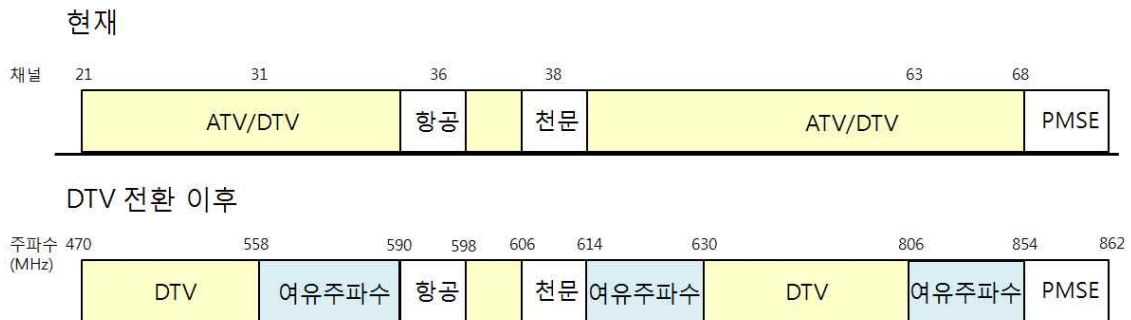 현재
채널 21 31 36 38 63 68
ATV/DTV 항공 천문 ATV/DTV PMSE
DTV 전환 이후
주파수 470 558 590 598 606 614 630 806 854 862
(MHz)
DTV 여유주파수 항공 천문 여유주파수 DTV 여유주파수 PMSE